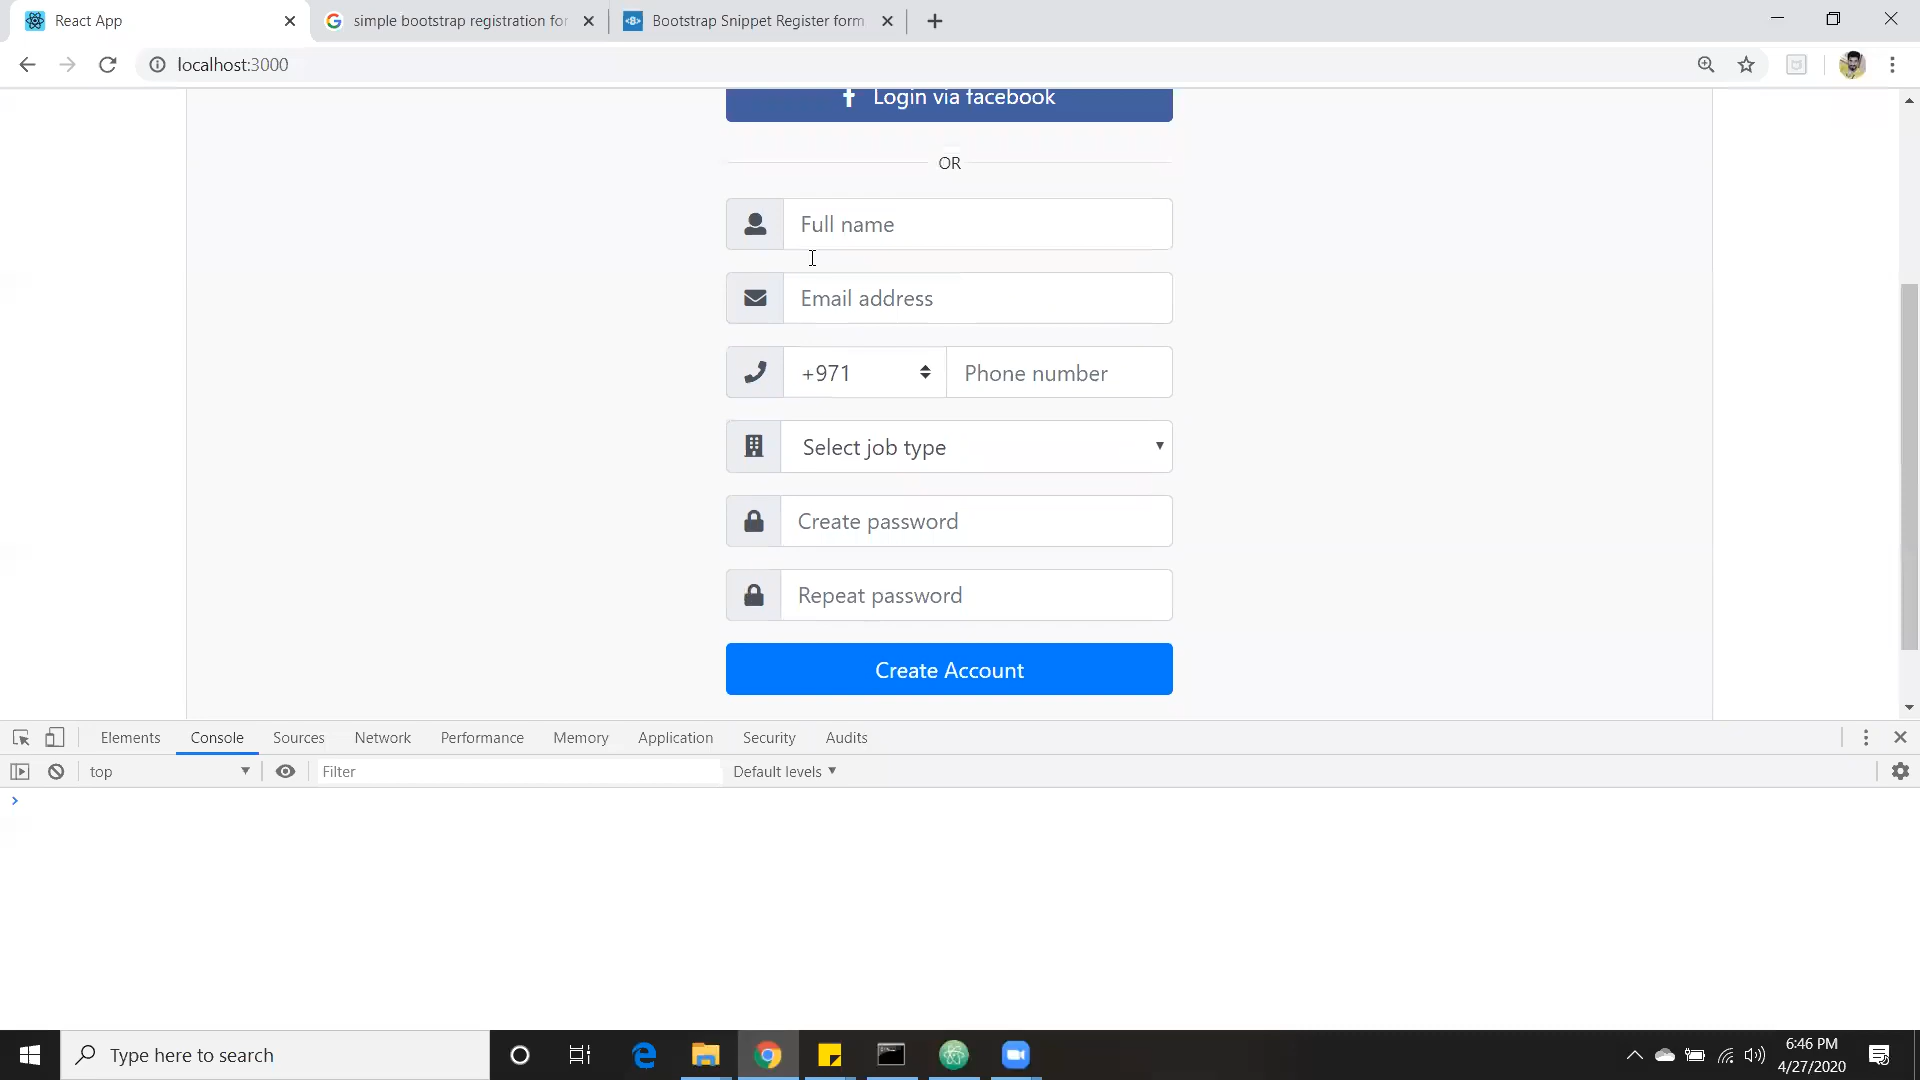 React App
simple bootstrap registration for
Bootstrap Snippet Register form
localhost:3000
Login via facebook
OR
Full name
Email address
+971
Phone number
Select job type
Create password
Repeat password
Create Account
Elements Console Sources Network Performance Memory Application Security Audits
top
Filter
Default levels
Type here to search
6:46 PM
4/27/2020